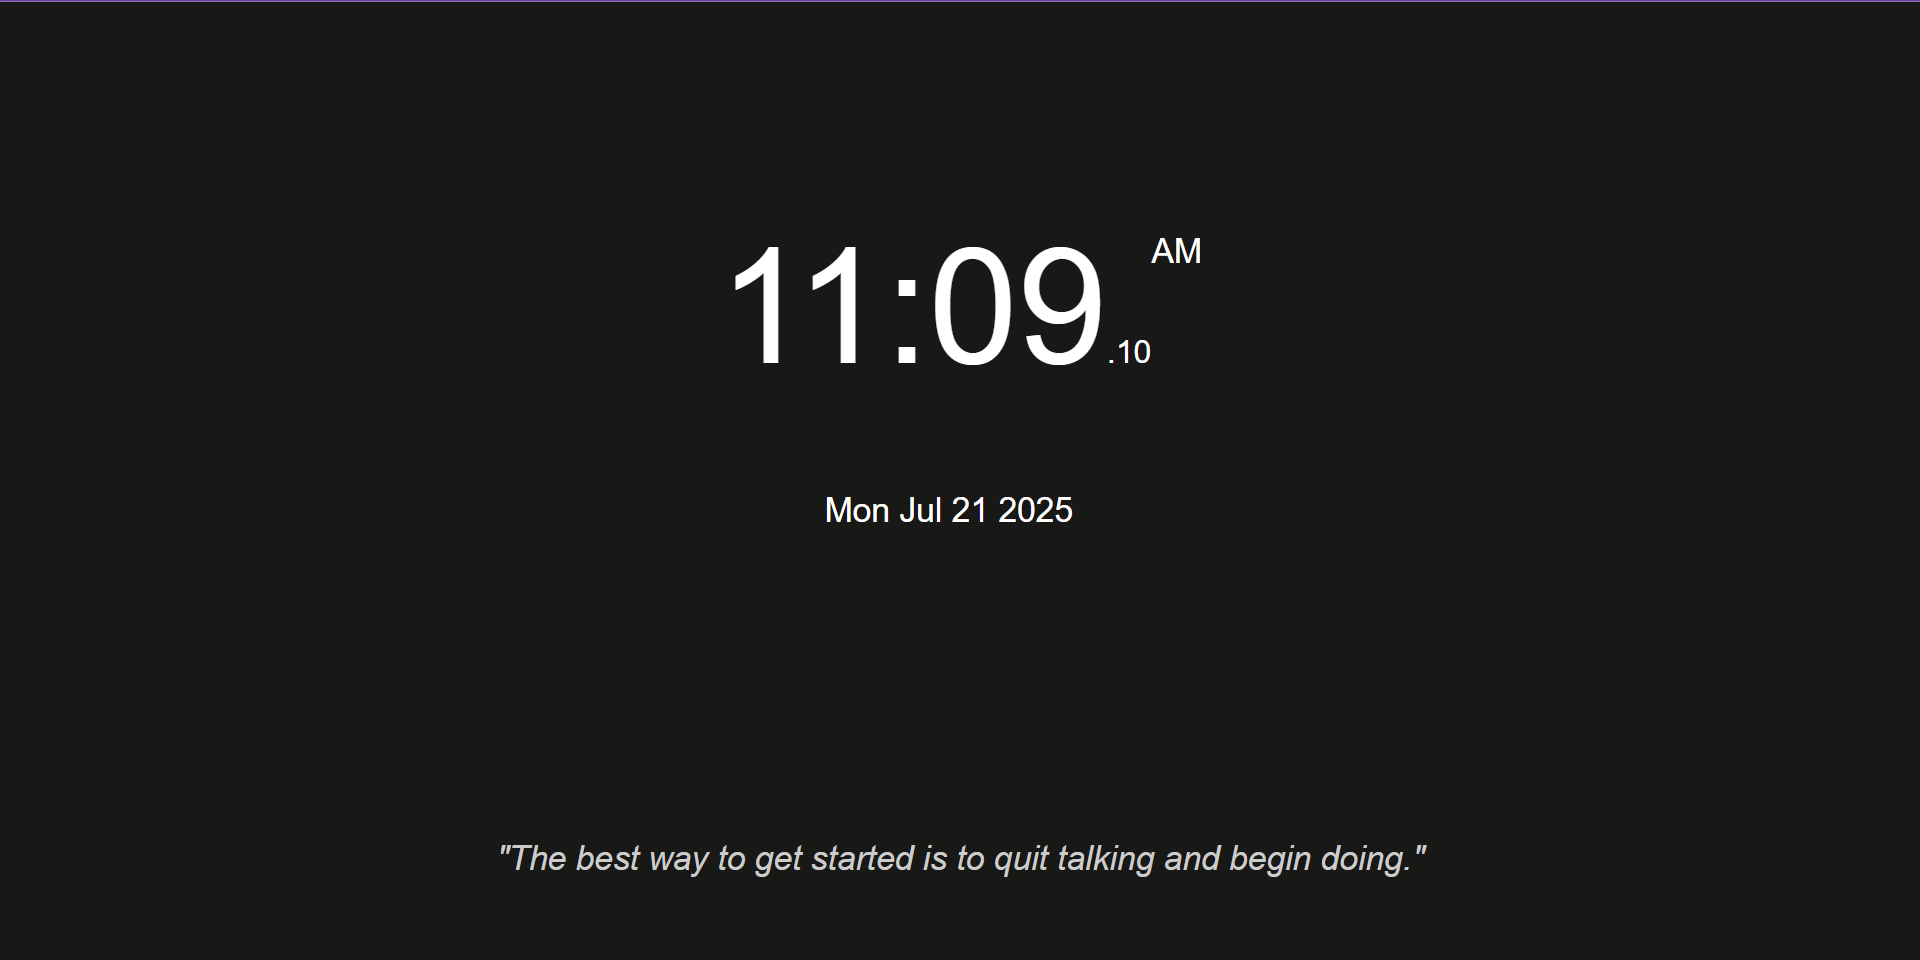 11:09.10 AM
Mon Jul 21 2025
"The best way to get started is to quit talking and begin doing."